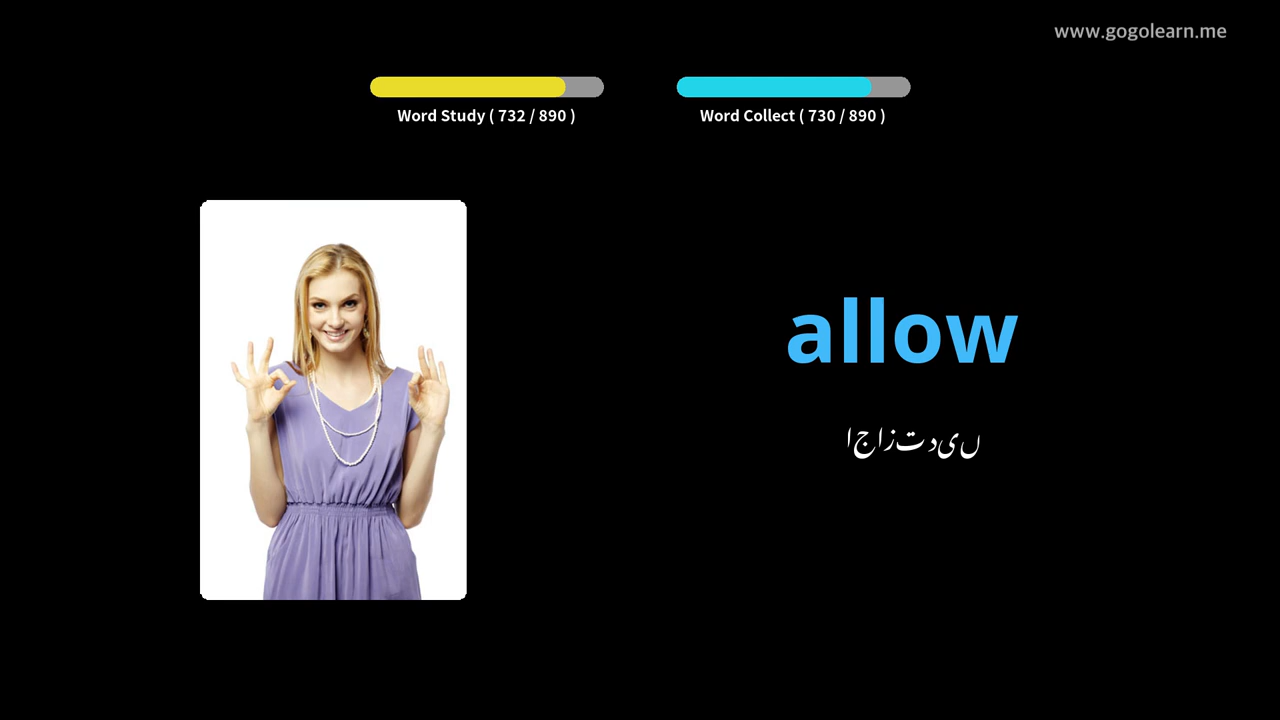 www.gogolearn.me
Word Study ( 732 / 890 )
Word Collect ( 730 / 890 )
allow
اجازت دیں